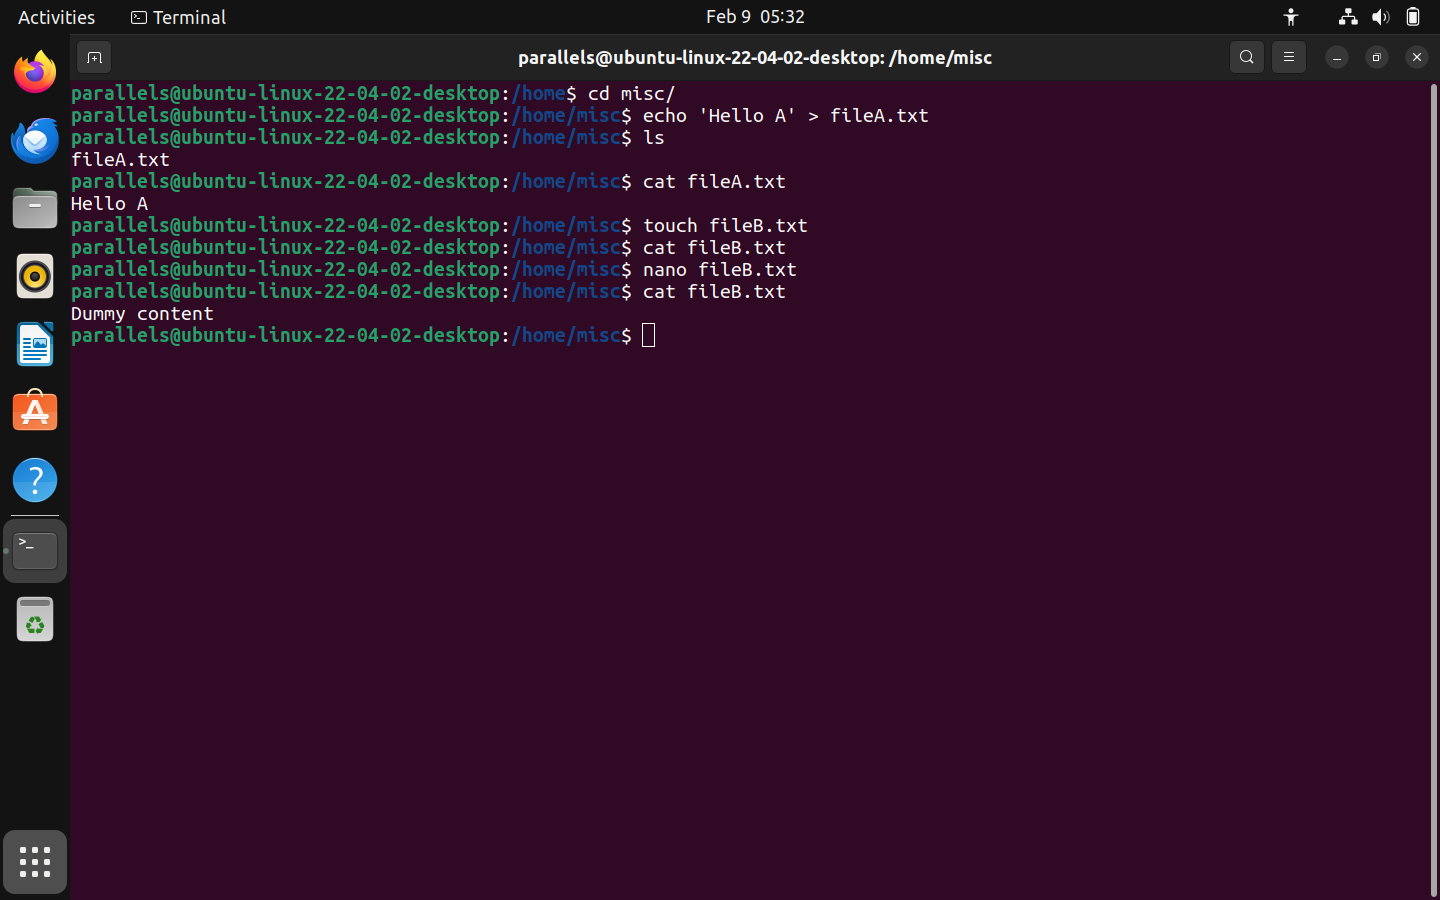 Activities Terminal Feb 9 05:32
parallels@ubuntu-linux-22-04-02-desktop: /home/misc
parallels@ubuntu-linux-22-04-02-desktop:/home$ cd misc/
parallels@ubuntu-linux-22-04-02-desktop:/home/misc$ echo 'Hello A' > fileA.txt
parallels@ubuntu-linux-22-04-02-desktop:/home/misc$ ls
fileA.txt
parallels@ubuntu-linux-22-04-02-desktop:/home/misc$ cat fileA.txt
Hello A
parallels@ubuntu-linux-22-04-02-desktop:/home/misc$ touch fileB.txt
parallels@ubuntu-linux-22-04-02-desktop:/home/misc$ cat fileB.txt
parallels@ubuntu-linux-22-04-02-desktop:/home/misc$ nano fileB.txt
parallels@ubuntu-linux-22-04-02-desktop:/home/misc$ cat fileB.txt
Dummy content
parallels@ubuntu-linux-22-04-02-desktop:/home/misc$